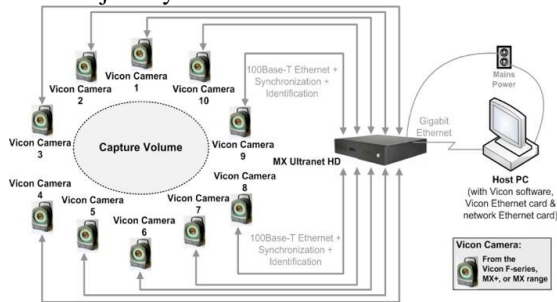 Vicon Camera
1
Vicon Camera
2
Vicon Camera
10
100Base-T Ethernet +
Synchronization +
Identification
Mains
Power
Vicon Camera
3
Capture Volume
Vicon Camera
9
MX Ultranet HD
Gigabit
Ethernet
Host PC
(with Vicon software,
Vicon Ethernet card &
network Ethernet card)
Vicon Camera
4
Vicon Camera
5
Vicon Camera
6
Vicon Camera
7
Vicon Camera
8
100Base-T Ethernet +
Synchronization +
Identification
Vicon Camera:
From the
Vicon F-series,
MX+, or MX range